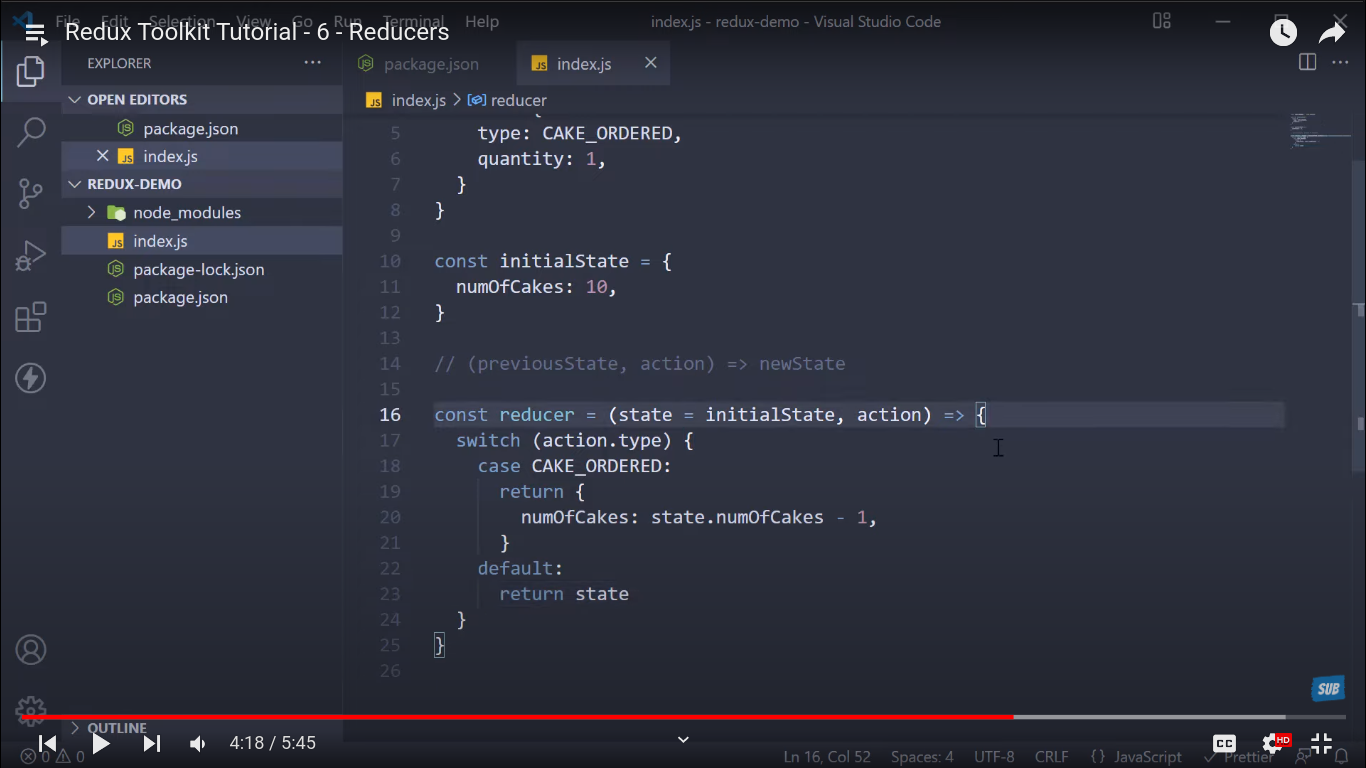 File Edit Selection View Go Run Terminal Help
index.js - redux-demo - Visual Studio Code
Redux Toolkit Tutorial - 6 - Reducers
EXPLORER
OPEN EDITORS
package.json
index.js
REDUX-DEMO
node_modules
index.js
package-lock.json
package.json
OUTLINE
package.json
index.js
index.js > reducer
5 type: CAKE_ORDERED,
6 quantity: 1,
7 }
8 }
9
10 const initialState = {
11 numOfCakes: 10,
12 }
13
14 // (previousState, action) => newState
15
16 const reducer = (state = initialState, action) => {
17 switch (action.type) {
18 case CAKE_ORDERED:
19 return {
20 numOfCakes: state.numOfCakes - 1,
21 }
22 default:
23 return state
24 }
25 }
26
SUB
4:18 / 5:45
CC
HD
0 0
Ln 16, Col 52 Spaces: 4 UTF-8 CRLF {} JavaScript Prettier